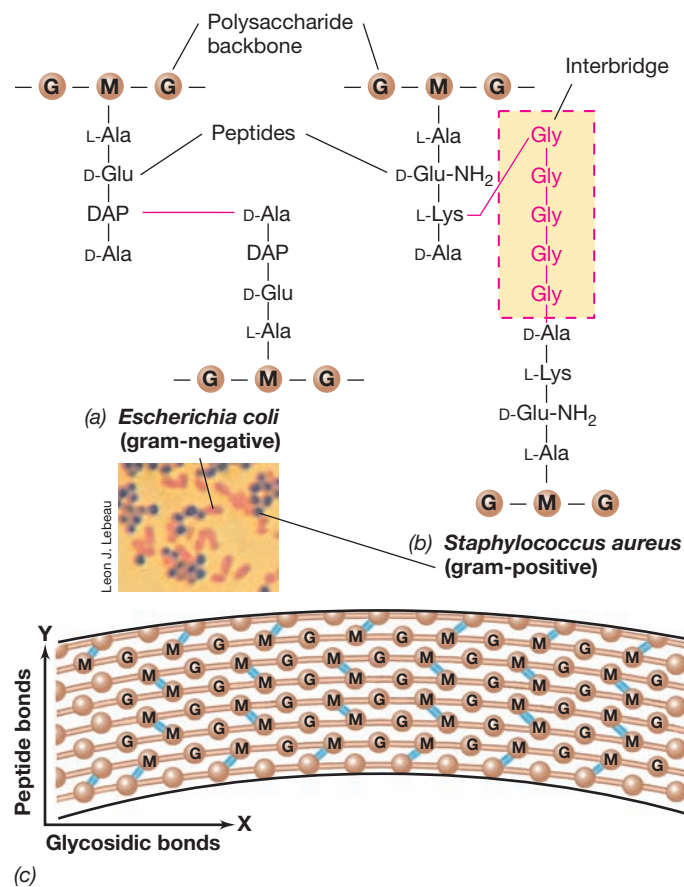 Polysaccharide
backbone
Interbridge
– G – M – G –
– G – M – G –
L-Ala
D-Glu
DAP
D-Ala
Peptides
L-Ala
D-Glu-NH₂
L-Lys
D-Ala
Gly
Gly
Gly
Gly
Gly
D-Ala
DAP
D-Glu
L-Ala
– G – M – G –
D-Ala
L-Lys
D-Glu-NH₂
L-Ala
G – M – G
(a) Escherichia coli
(gram-negative)
Leon J. Lebeau
(b) Staphylococcus aureus
(gram-positive)
Y
Peptide bonds
M G M G M G M G M G M
G M G M G M G M G M G
M G M G M G M G M G M
G M G M G M G M G M G
M G M G M G M G M G M
X
Glycosidic bonds
(c)